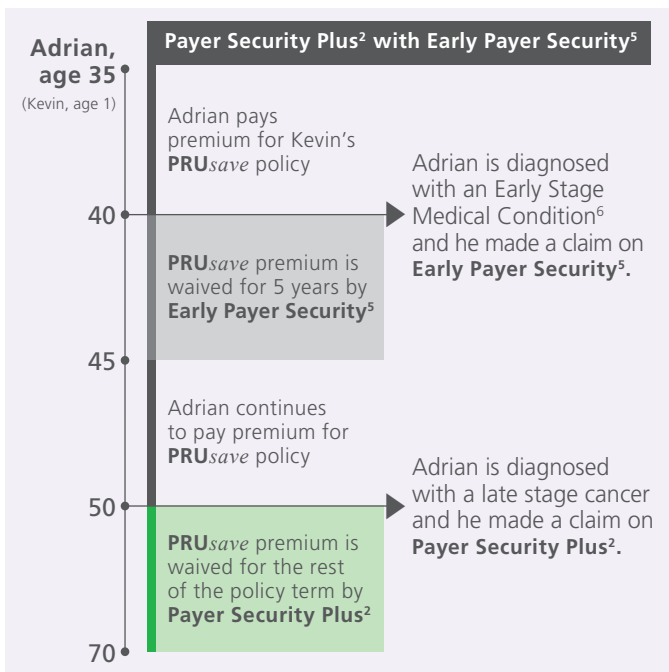 Adrian,
age 35
(Kevin, age 1)
Payer Security Plus² with Early Payer Security⁵
Adrian pays
premium for Kevin’s
PRUsave policy
40
Adrian is diagnosed
with an Early Stage
Medical Condition⁶
and he made a claim on
Early Payer Security⁵.
PRUsave premium is
waived for 5 years by
Early Payer Security⁵
45
Adrian continues
to pay premium for
PRUsave policy
50
Adrian is diagnosed
with a late stage cancer
and he made a claim on
Payer Security Plus².
PRUsave premium is
waived for the rest
of the policy term by
Payer Security Plus²
70